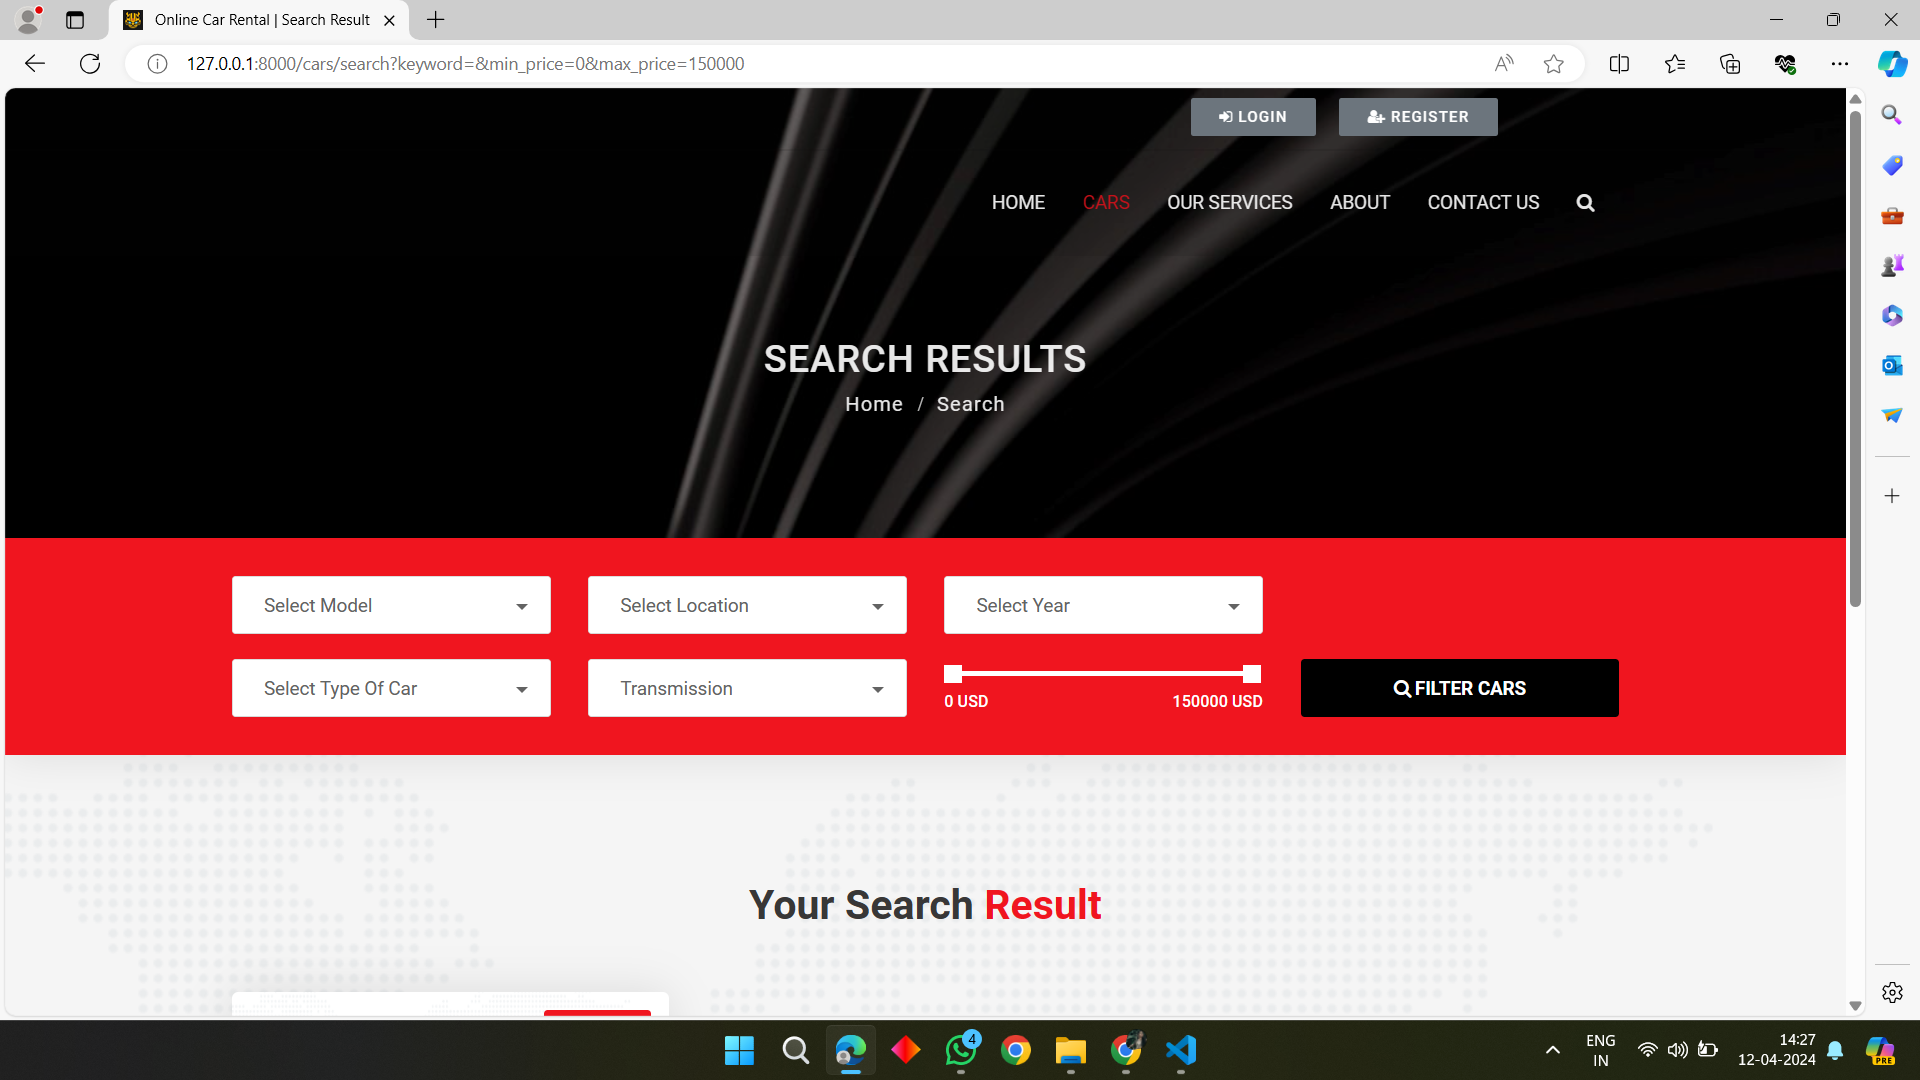 Online Car Rental | Search Result
127.0.0.1:8000/cars/search?keyword=&min_price=0&max_price=150000
LOGIN
REGISTER
HOME
CARS
OUR SERVICES
ABOUT
CONTACT US
SEARCH RESULTS
Home / Search
Select Model
Select Location
Select Year
Select Type Of Car
Transmission
0 USD
150000 USD
FILTER CARS
Your Search Result
4
ENG
IN
14:27
12-04-2024
PRE